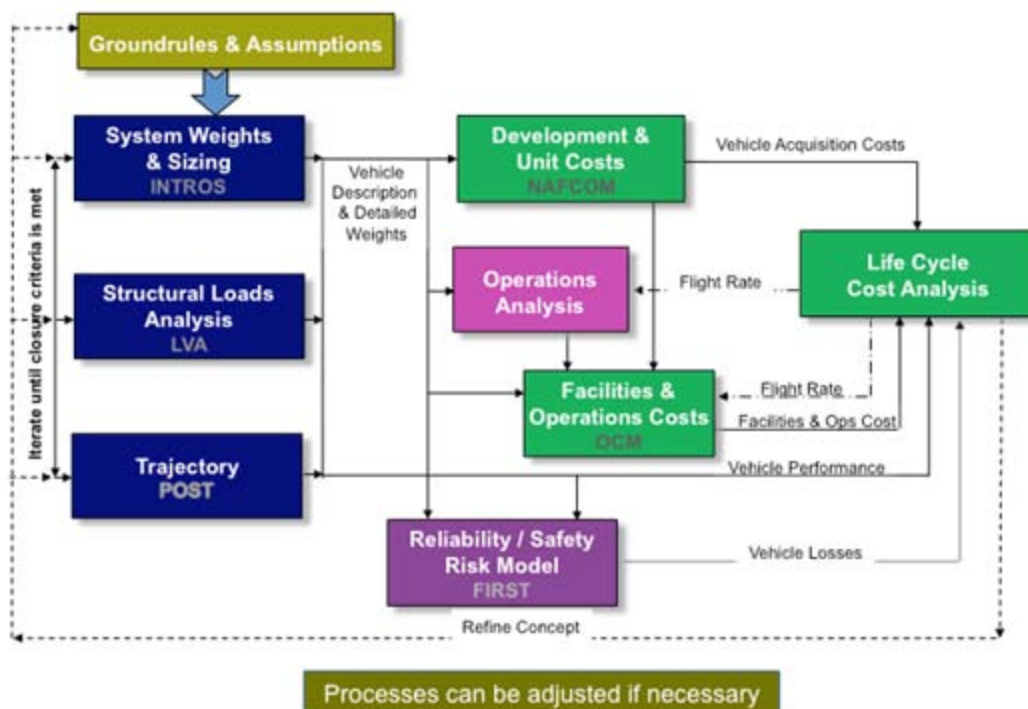 Groundrules & Assumptions
System Weights
& Sizing
INTROS
Structural Loads
Analysis
LVA
Trajectory
POST
Iterate until closure criteria is met
Vehicle
Description
& Detailed
Weights
Development &
Unit Costs
NAFCOM
Operations
Analysis
Facilities &
Operations Costs
OCM
Reliability / Safety
Risk Model
FIRST
Vehicle Acquisition Costs
Life Cycle
Cost Analysis
Flight Rate
Flight Rate
Facilities & Ops Cost
Vehicle Performance
Vehicle Losses
Refine Concept
Processes can be adjusted if necessary